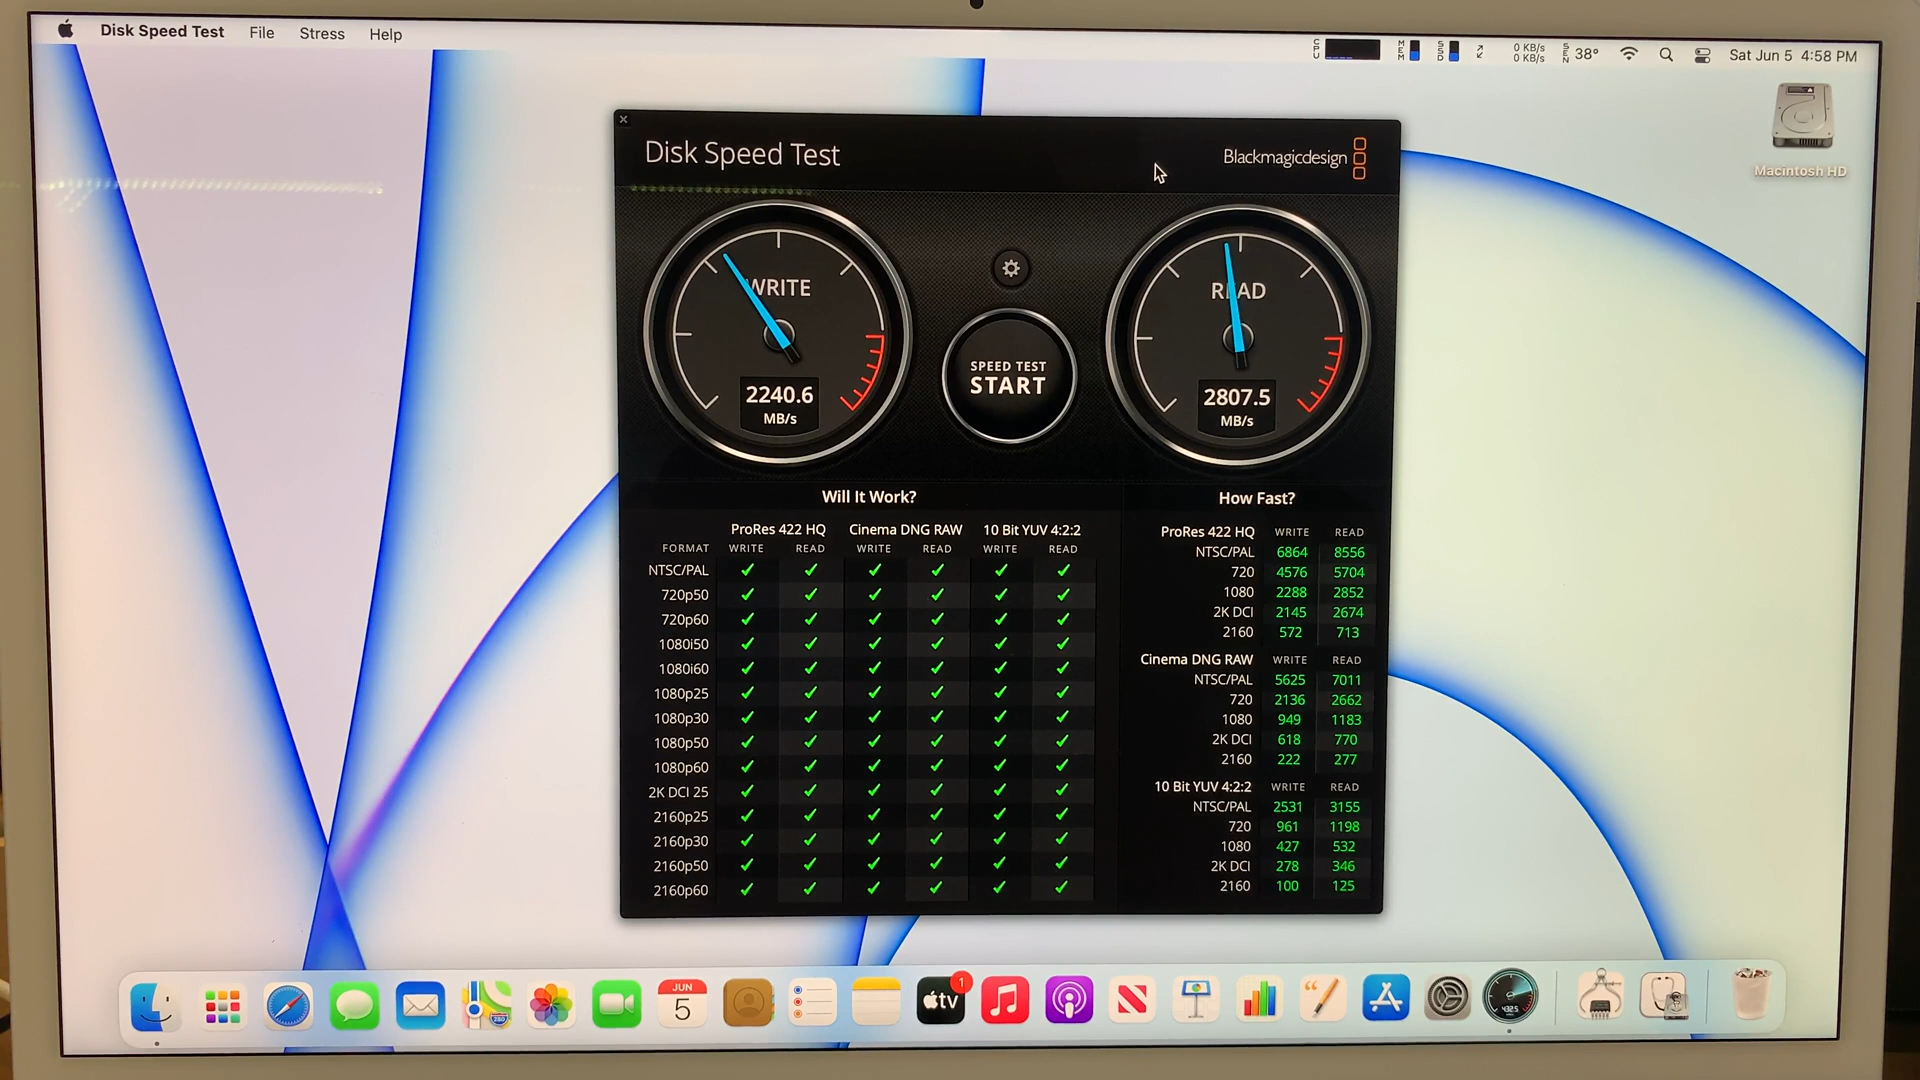 Disk Speed Test File Stress Help
CPU MEM SSD 0 KB/s 0 KB/s SEN 38° Sat Jun 5 4:58 PM
Macintosh HD
Disk Speed Test
Blackmagicdesign
WRITE
2240.6
MB/s
SPEED TEST
START
READ
2807.5
MB/s
Will It Work?
ProRes 422 HQ Cinema DNG RAW 10 Bit YUV 4:2:2
FORMAT WRITE READ WRITE READ WRITE READ
NTSC/PAL ✓ ✓ ✓ ✓ ✓ ✓
720p50 ✓ ✓ ✓ ✓ ✓ ✓
720p60 ✓ ✓ ✓ ✓ ✓ ✓
1080i50 ✓ ✓ ✓ ✓ ✓ ✓
1080i60 ✓ ✓ ✓ ✓ ✓ ✓
1080p25 ✓ ✓ ✓ ✓ ✓ ✓
1080p30 ✓ ✓ ✓ ✓ ✓ ✓
1080p50 ✓ ✓ ✓ ✓ ✓ ✓
1080p60 ✓ ✓ ✓ ✓ ✓ ✓
2K DCI 25 ✓ ✓ ✓ ✓ ✓ ✓
2160p25 ✓ ✓ ✓ ✓ ✓ ✓
2160p30 ✓ ✓ ✓ ✓ ✓ ✓
2160p50 ✓ ✓ ✓ ✓ ✓ ✓
2160p60 ✓ ✓ ✓ ✓ ✓ ✓
How Fast?
ProRes 422 HQ WRITE READ
NTSC/PAL 6864 8556
720 4576 5704
1080 2288 2852
2K DCI 2145 2674
2160 572 713
Cinema DNG RAW WRITE READ
NTSC/PAL 5625 7011
720 2136 2662
1080 949 1183
2K DCI 618 770
2160 222 277
10 Bit YUV 4:2:2 WRITE READ
NTSC/PAL 2531 3155
720 961 1198
1080 427 532
2K DCI 278 346
2160 100 125
JUN
5
tv
1
280